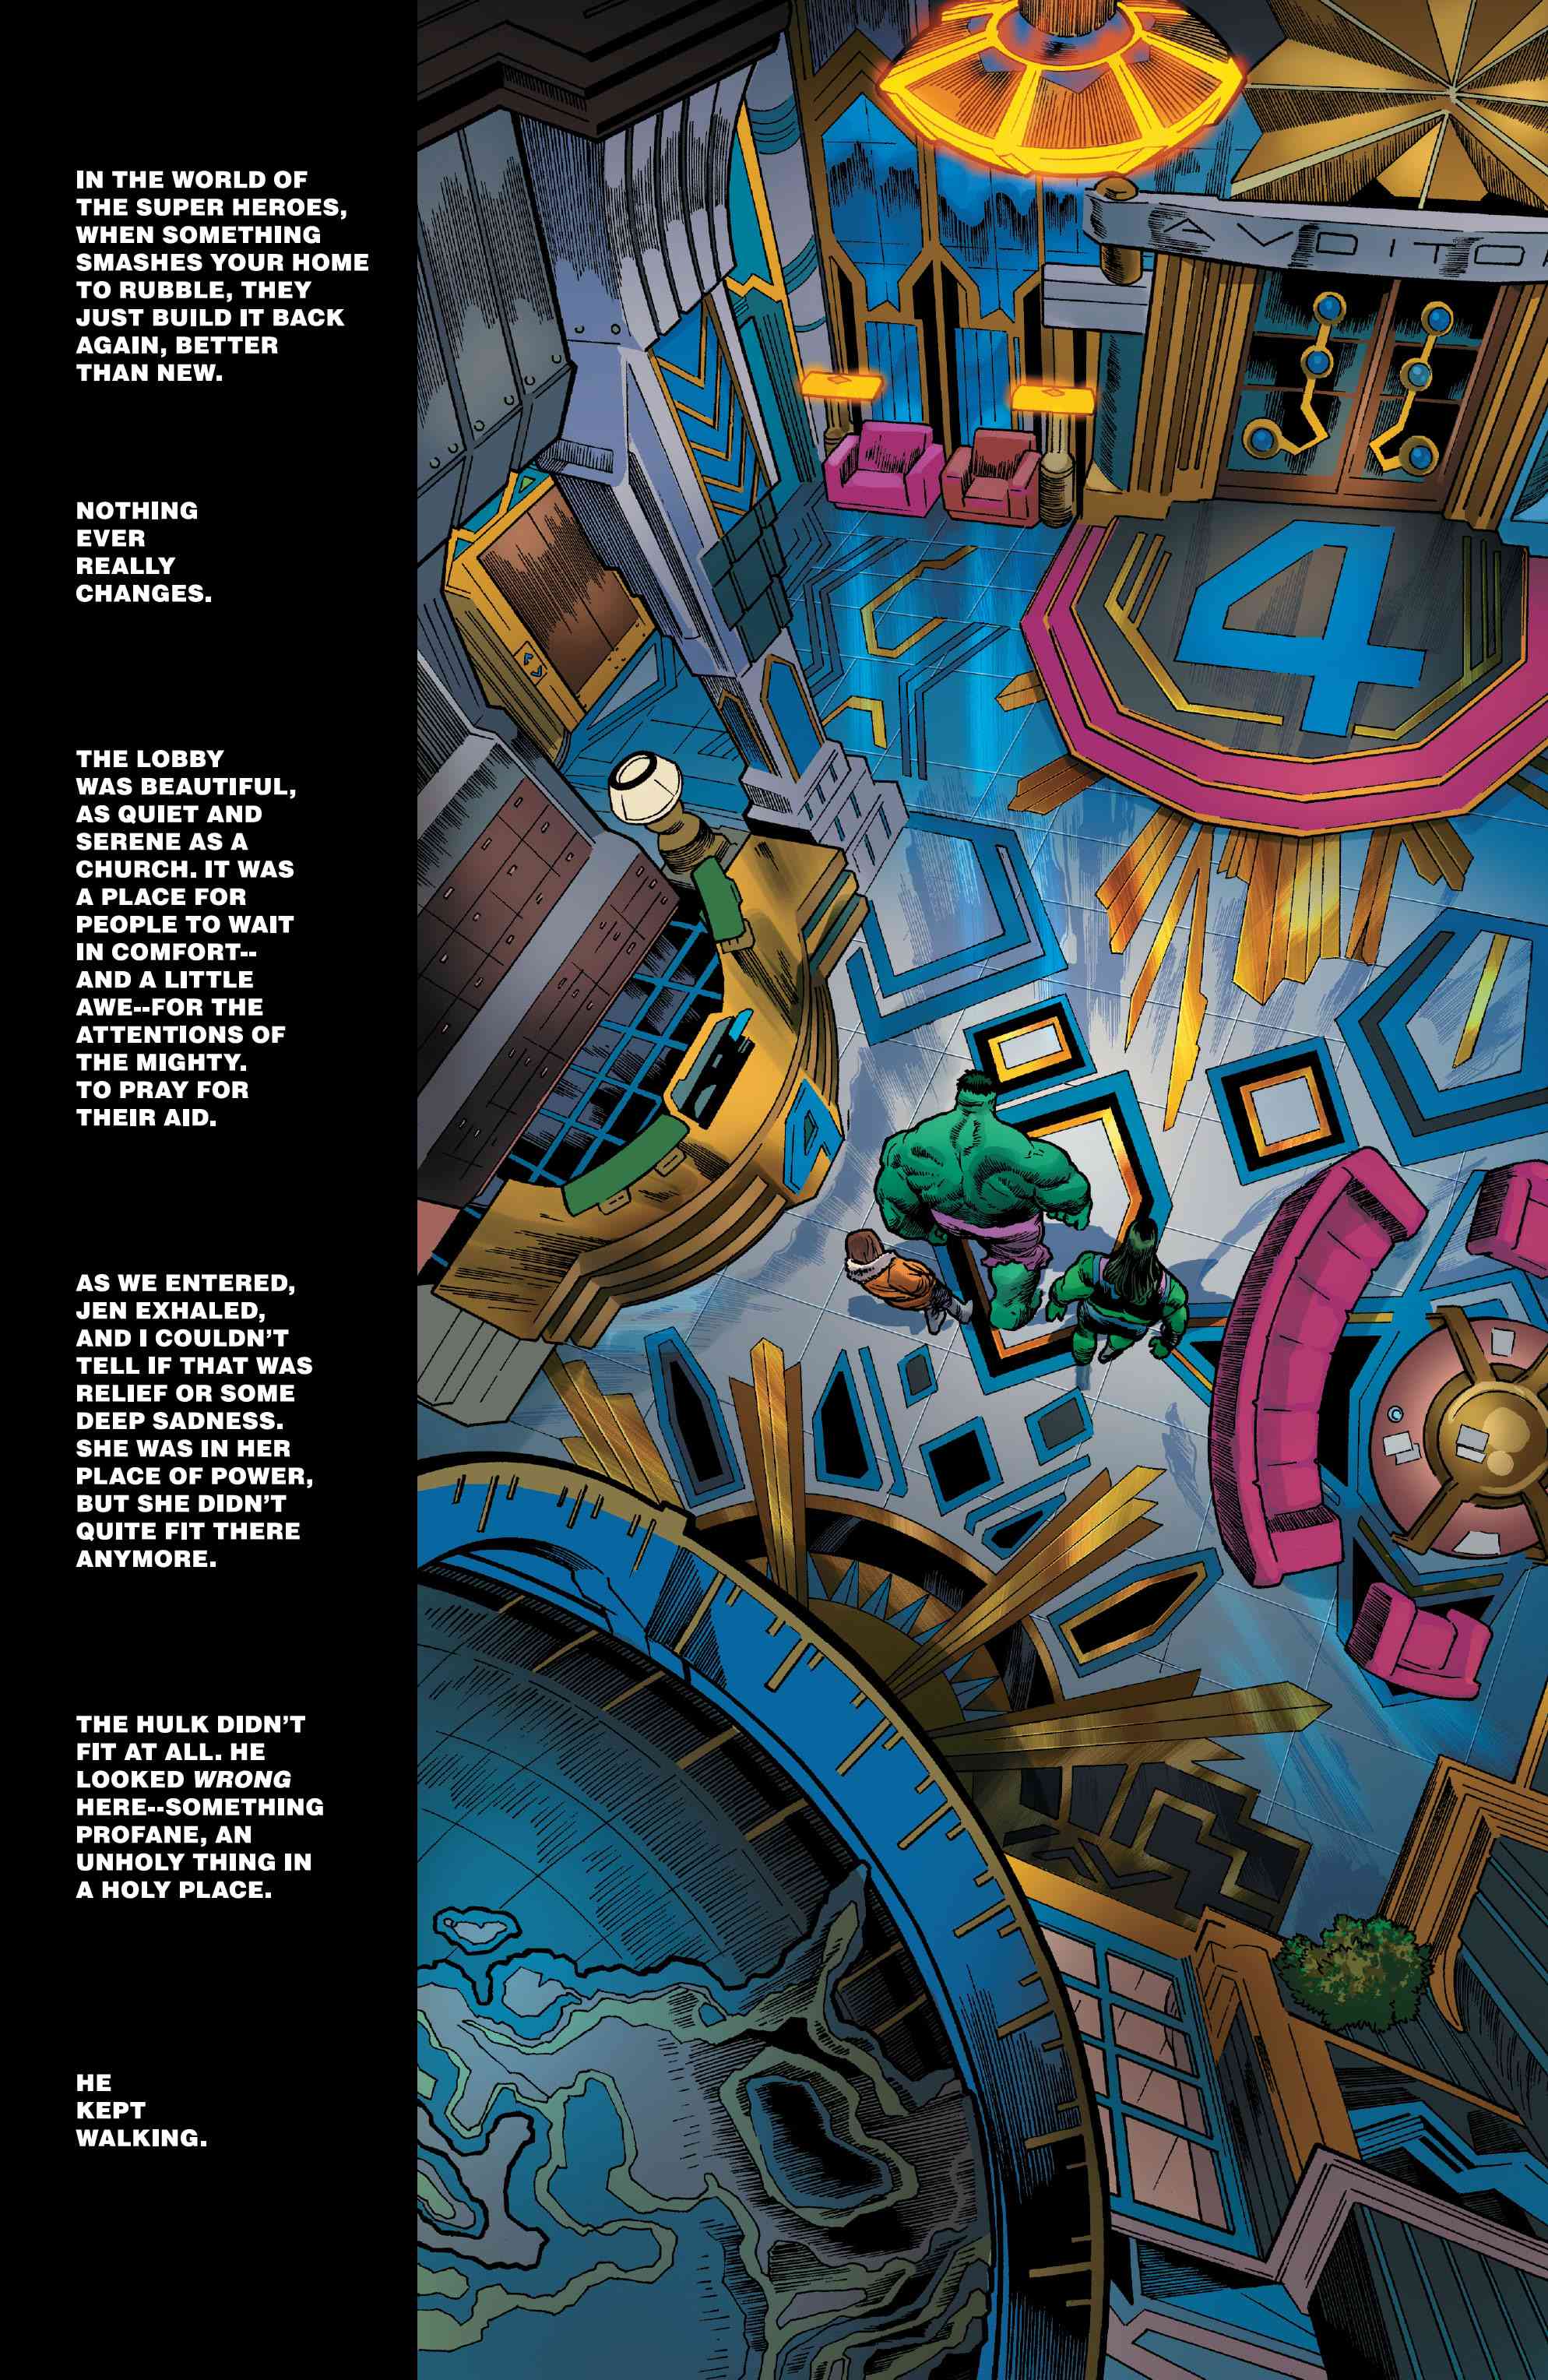 IN THE WORLD OF
THE SUPER HEROES,
WHEN SOMETHING
SMASHES YOUR HOME
TO RUBBLE, THEY
JUST BUILD IT BACK
AGAIN, BETTER
THAN NEW.
NOTHING
EVER
REALLY
CHANGES.
THE LOBBY
WAS BEAUTIFUL,
AS QUIET AND
SERENE AS A
CHURCH. IT WAS
A PLACE FOR
PEOPLE TO WAIT
IN COMFORT--
AND A LITTLE
AWE--FOR THE
ATTENTIONS OF
THE MIGHTY.
TO PRAY FOR
THEIR AID.
AS WE ENTERED,
JEN EXHALED,
AND I COULDN'T
TELL IF THAT WAS
RELIEF OR SOME
DEEP SADNESS.
SHE WAS IN HER
PLACE OF POWER,
BUT SHE DIDN'T
QUITE FIT THERE
ANYMORE.
THE HULK DIDN'T
FIT AT ALL. HE
LOOKED WRONG
HERE--SOMETHING
PROFANE, AN
UNHOLY THING IN
A HOLY PLACE.
HE
KEPT
WALKING.
AVDITO
4
4